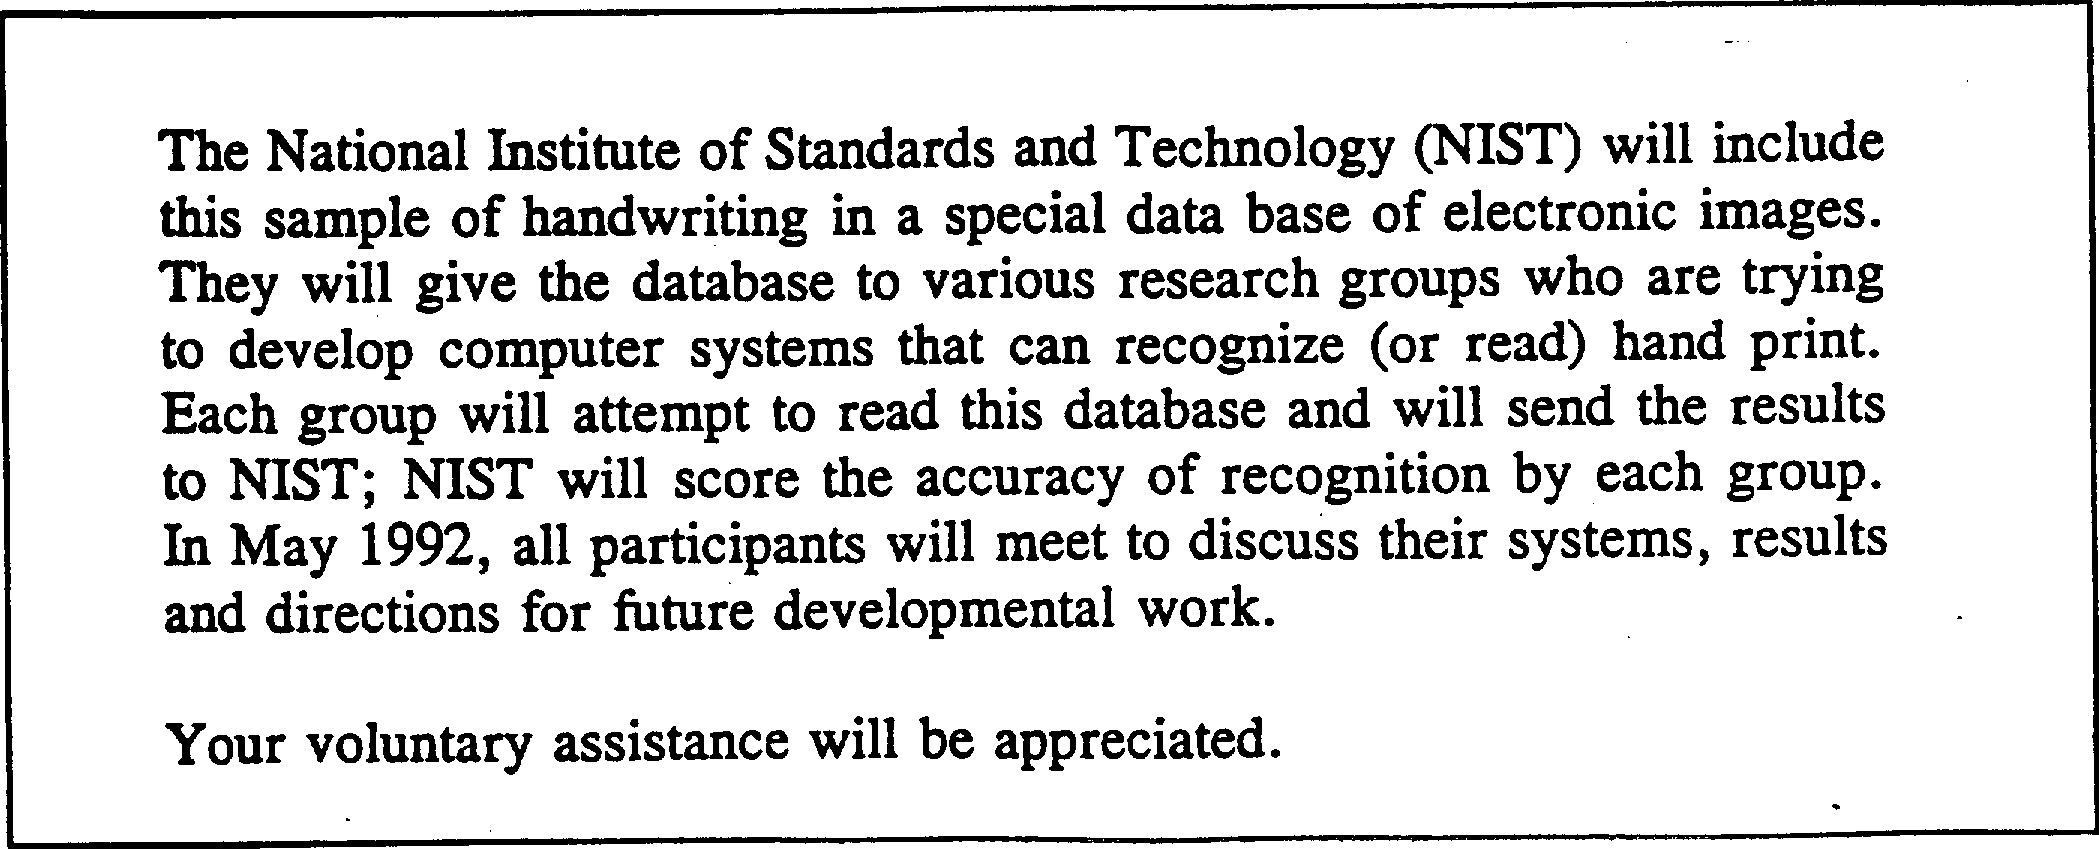 The National Institute of Standards and Technology (NIST) will include
this sample of handwriting in a special data base of electronic images.
They will give the database to various research groups who are trying
to develop computer systems that can recognize (or read) hand print.
Each group will attempt to read this database and will send the results
to NIST; NIST will score the accuracy of recognition by each group.
In May 1992, all participants will meet to discuss their systems, results
and directions for future developmental work.
Your voluntary assistance will be appreciated.